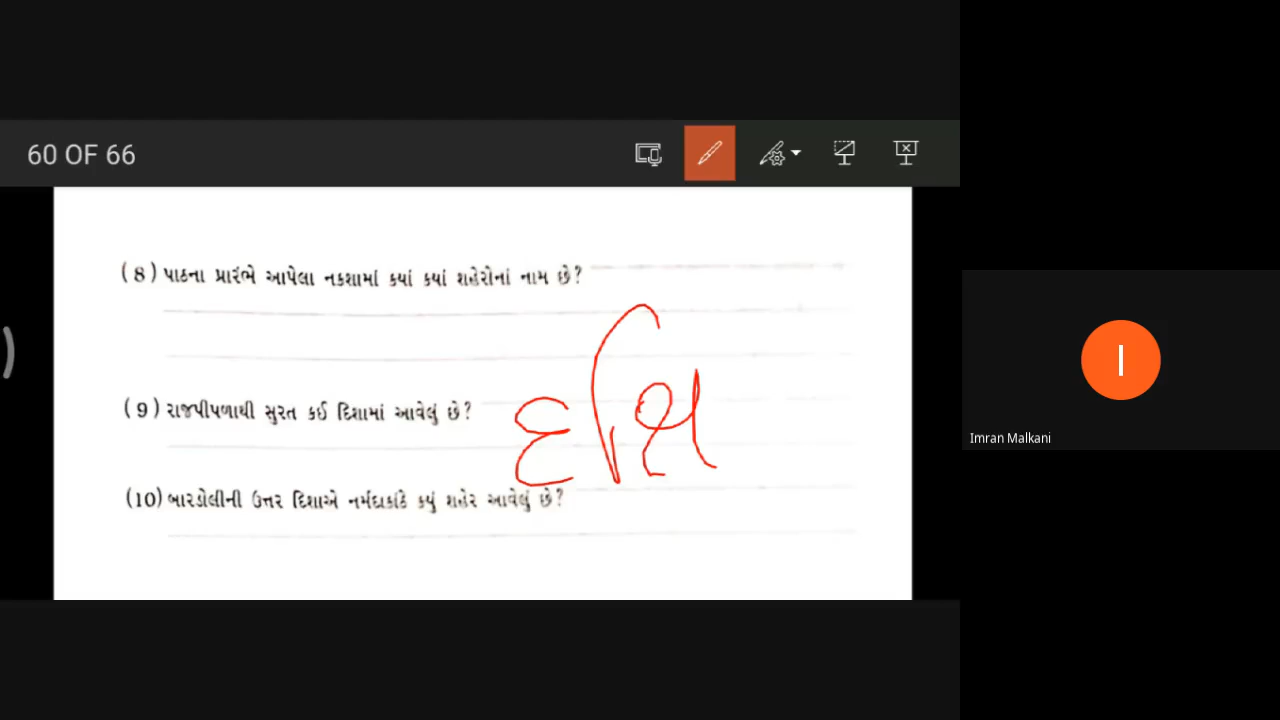 60 OF 66
(8) પાઠના પ્રારંભે આપેલા નકશામાં કયાં કયાં શહેરોનાં નામ છે?
(9) રાજપીપળાથી સુરત કઈ દિશામાં આવેલું છે?
(10) બારડોલીની ઉત્તર દિશાએ નર્મદાકાંઠે કયું શહેર આવેલું છે?
I
Imran Malkani